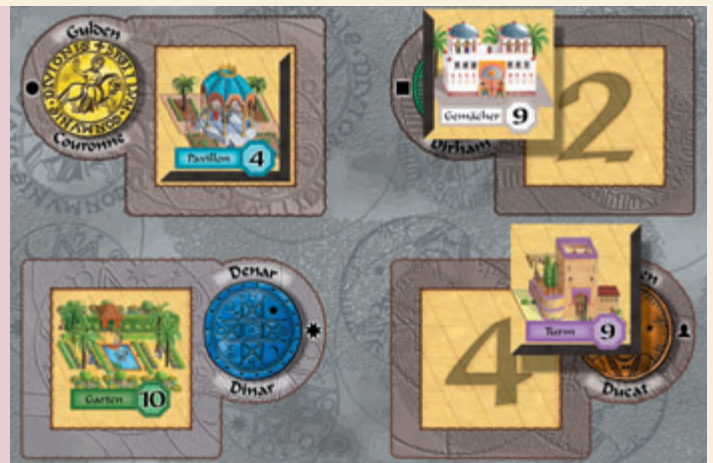 Gulden
Couronne
Pavillon 4
Gemächer 9
Dirham
2
Denar
Dinar
Garten 10
4
Turm 9
Ducat